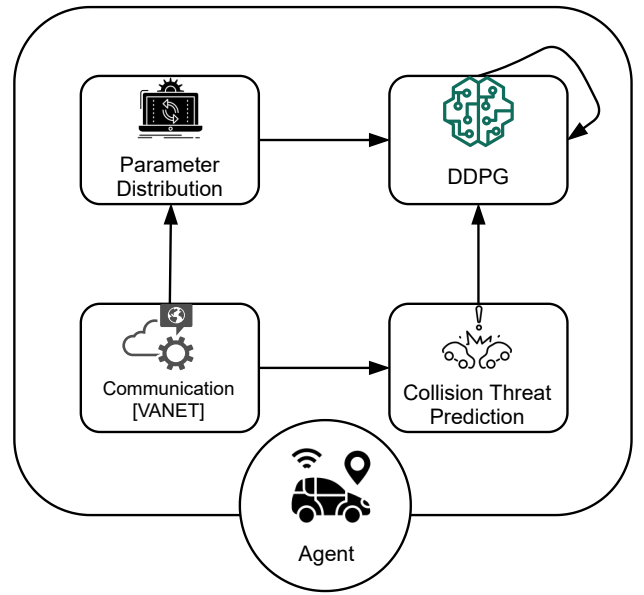 Parameter
Distribution
DDPG
Communication
[VANET]
Collision Threat
Prediction
Agent